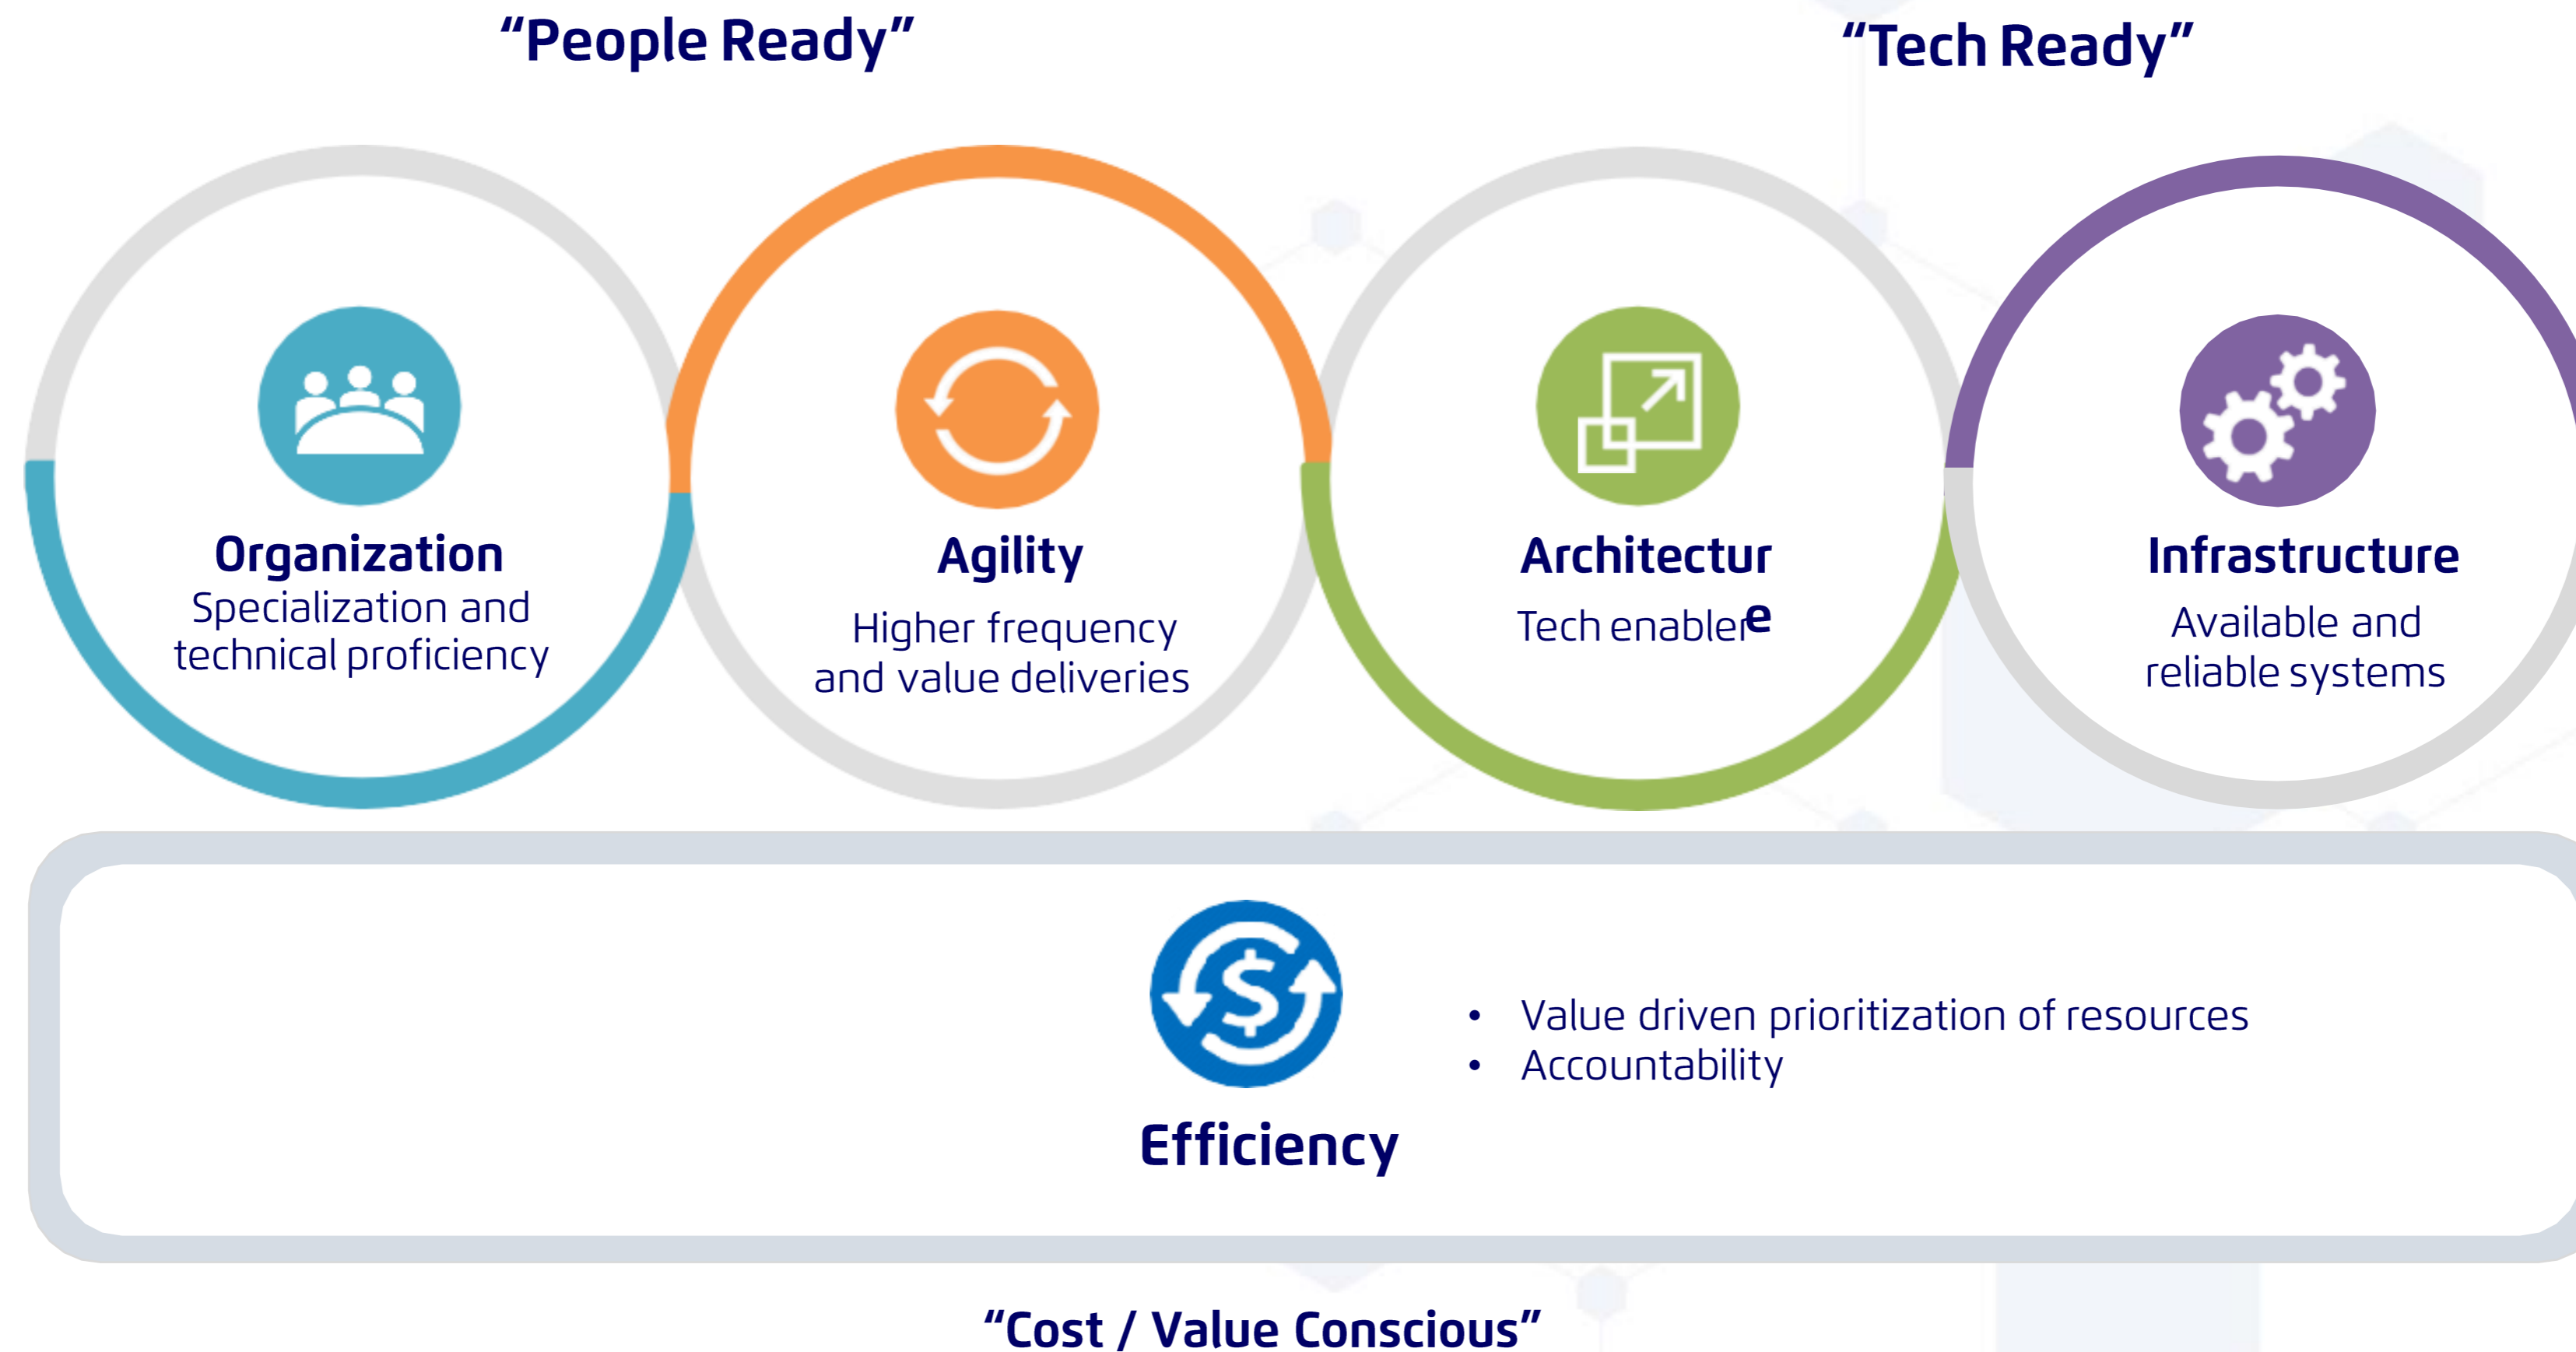 “People Ready”
“Tech Ready”
Organization
Specialization and
technical proficiency
Agility
Higher frequency
and value deliveries
Architectur
e
Tech enabler
Infrastructure
Available and
reliable systems
$
• Value driven prioritization of resources
• Accountability
Efficiency
“Cost / Value Conscious”